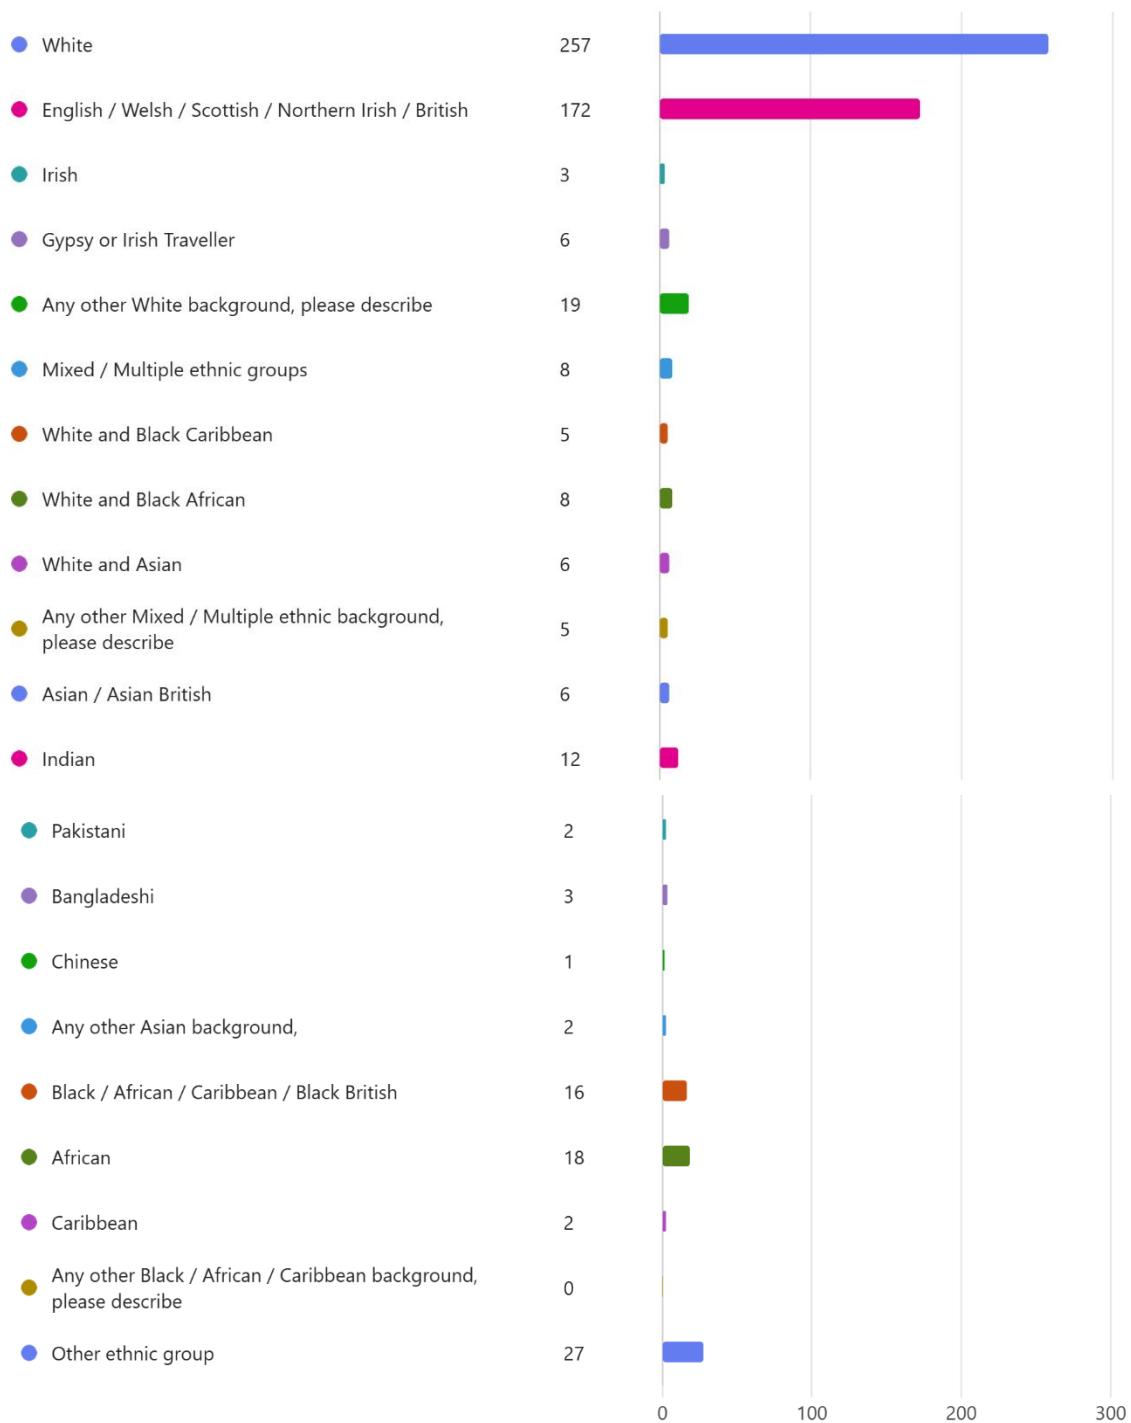 White 257
English / Welsh / Scottish / Northern Irish / British 172
Irish 3
Gypsy or Irish Traveller 6
Any other White background, please describe 19
Mixed / Multiple ethnic groups 8
White and Black Caribbean 5
White and Black African 8
White and Asian 6
Any other Mixed / Multiple ethnic background,
please describe 5
Asian / Asian British 6
Indian 12
Pakistani 2
Bangladeshi 3
Chinese 1
Any other Asian background, 2
Black / African / Caribbean / Black British 16
African 18
Caribbean 2
Any other Black / African / Caribbean background,
please describe 0
Other ethnic group 27
0 100 200 300